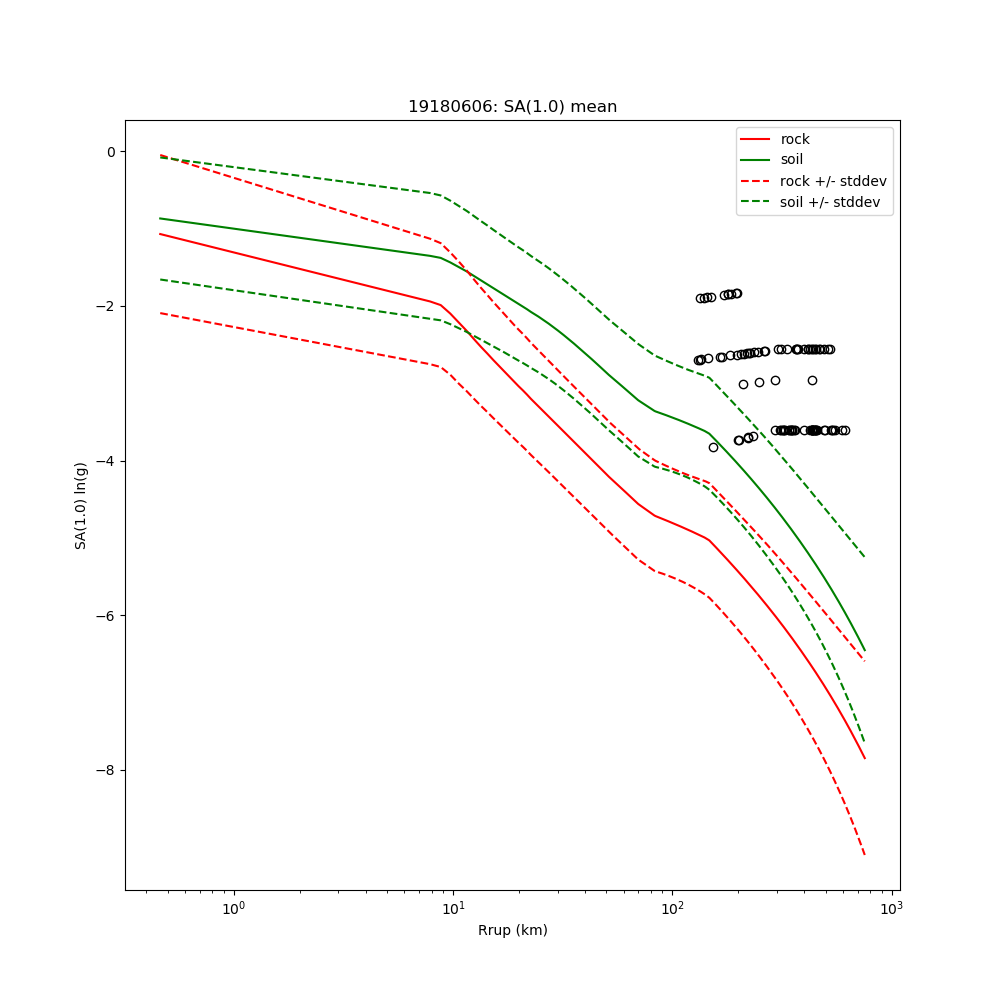 19180606: SA(1.0) mean
rock
soil
rock +/- stddev
soil +/- stddev
0
−2
−4
−6
−8
SA(1.0) ln(g)
10⁰
10¹
10²
10³
Rrup (km)